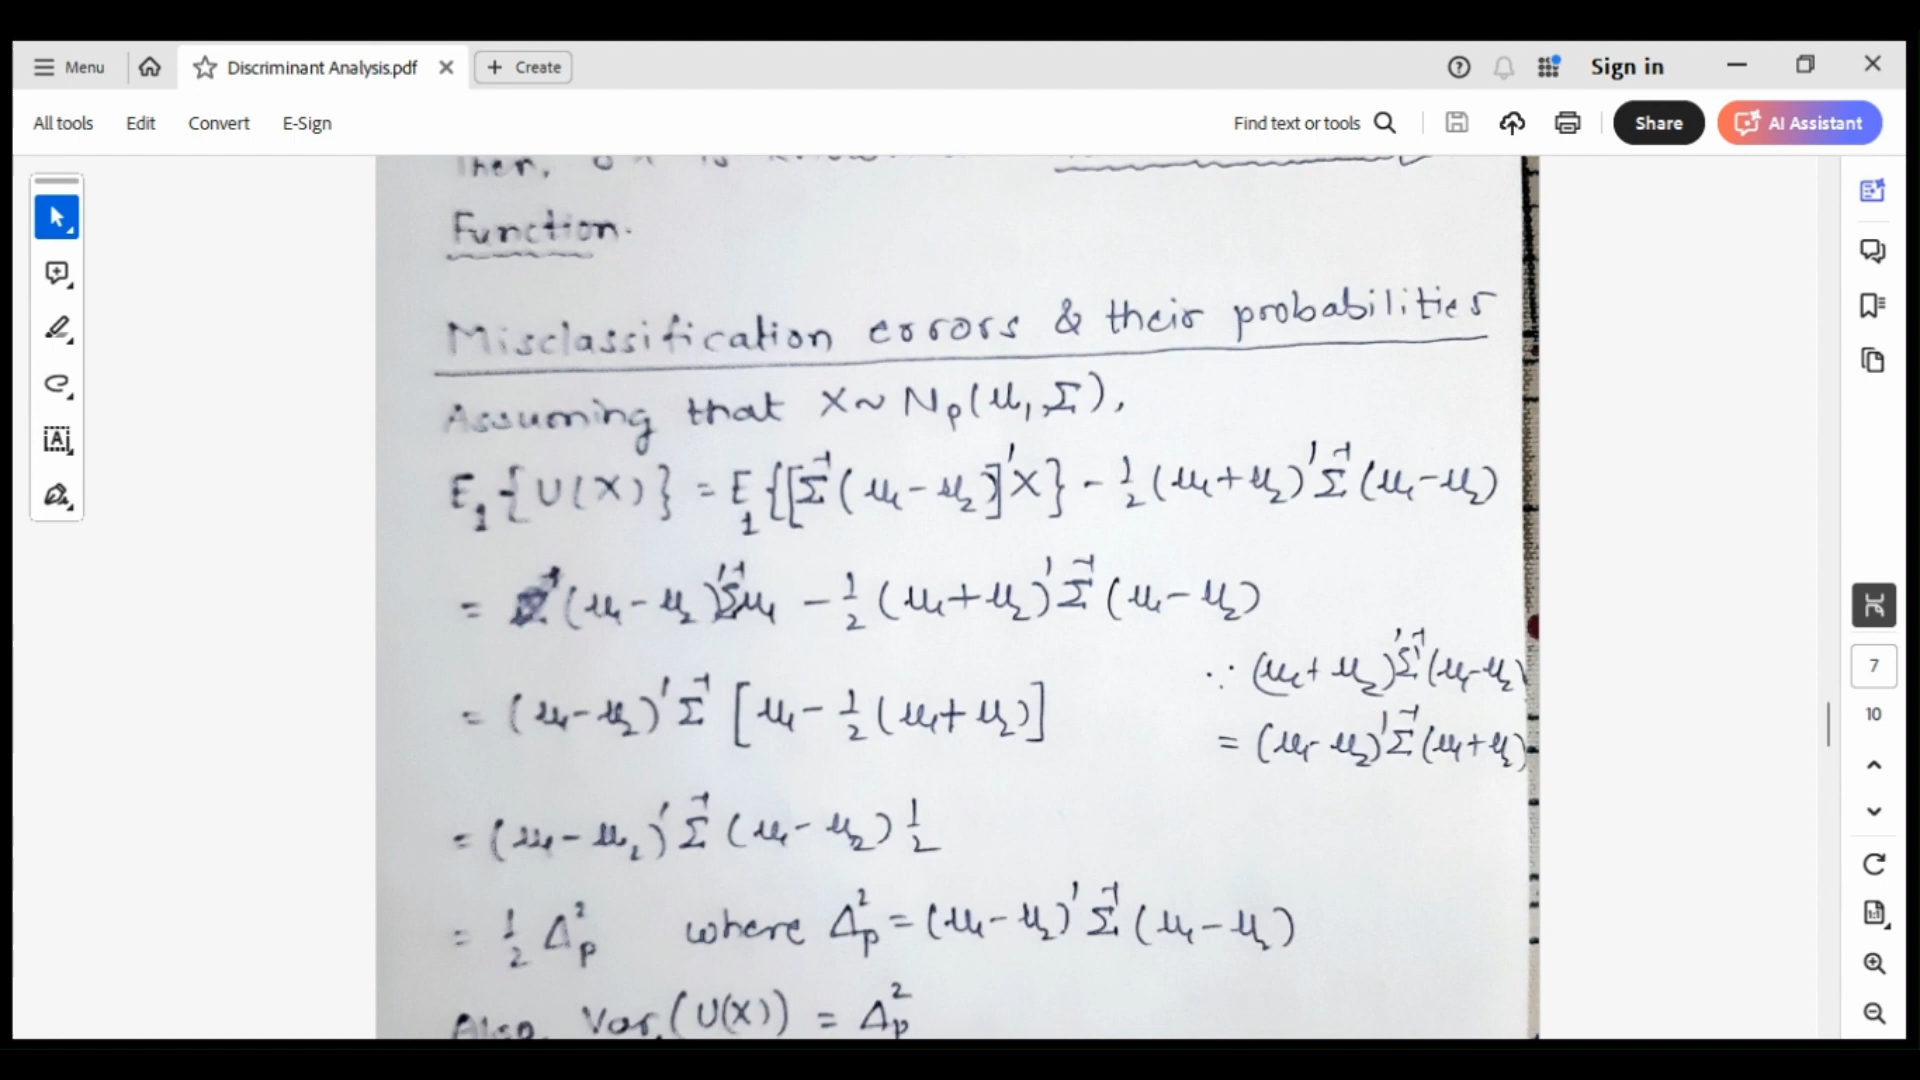 Menu
Discriminant Analysis.pdf
+ Create
Sign in
All tools
Edit
Convert
E-Sign
Find text or tools
Share
AI Assistant
Then,
Function.
Misclassification errors & their probabilities
Assuming that X ~ Np(μ1, Σ),
E1{U(X)} = E1{[Σ⁻¹(μ1 - μ2)]'X} - ½(μ1 + μ2)'Σ⁻¹(μ1 - μ2)
= (μ1 - μ2)'Σ⁻¹μ1 - ½(μ1 + μ2)'Σ⁻¹(μ1 - μ2)
∵ (μ1 + μ2)'Σ⁻¹(μ1 - μ2)
= (μ1 - μ2)'Σ⁻¹[μ1 - ½(μ1 + μ2)]
= (μ1 - μ2)'Σ⁻¹(μ1 + μ2)
= (μ1 - μ2)'Σ⁻¹(μ1 - μ2) ½
= ½ Δp² where Δp² = (μ1 - μ2)'Σ⁻¹(μ1 - μ2)
Also, Var1(U(X)) = Δp²
7
10